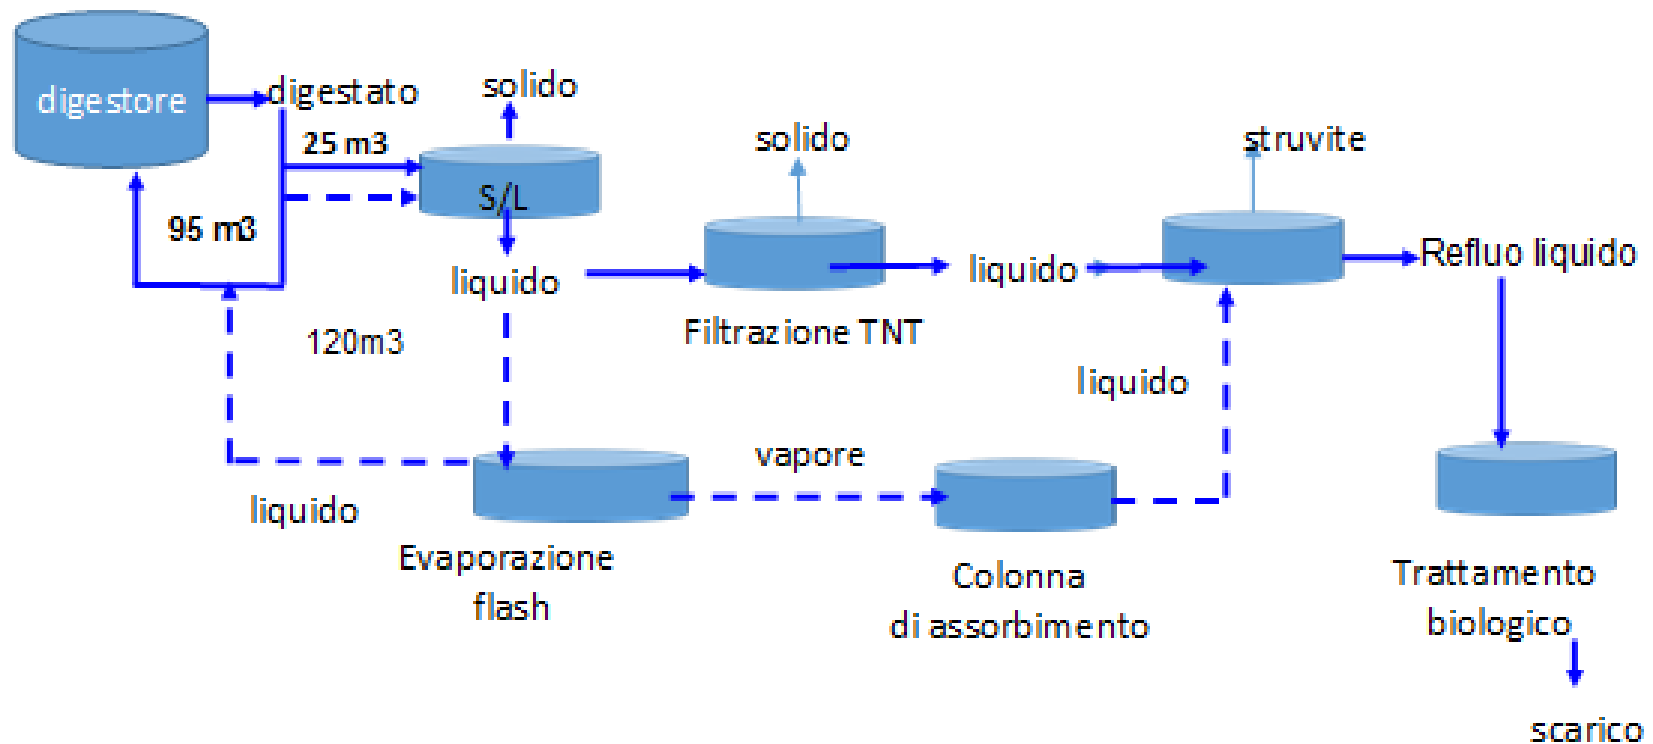 digestore
digestato
solido
25 m3
solido
struvite
S/L
95 m3
liquido
liquido
Refluo liquido
Filtrazione TNT
120m3
liquido
vapore
liquido
Evaporazione
flash
Colonna
di assorbimento
Trattamento
biologico
scarico